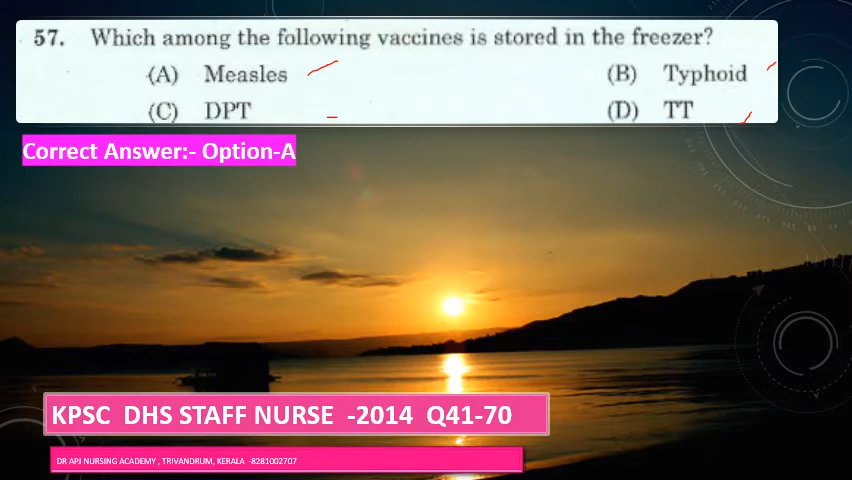 57. Which among the following vaccines is stored in the freezer?
(A) Measles (B) Typhoid
(C) DPT (D) TT
Correct Answer:- Option-A
KPSC DHS STAFF NURSE -2014 Q41-70
DR APJ NURSING ACADEMY , TRIVANDRUM, KERALA -8281002707